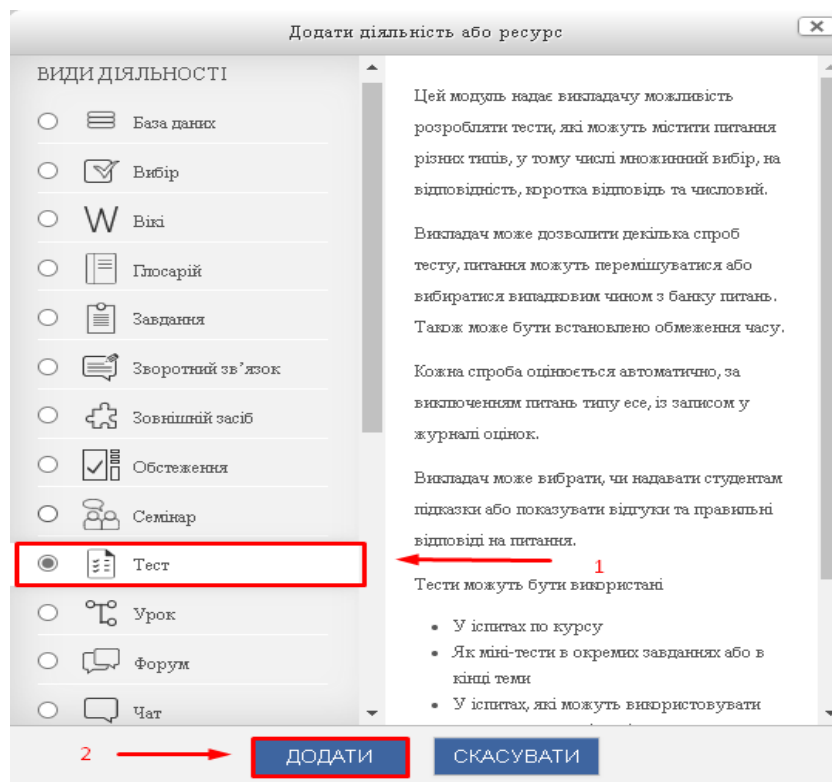 Додати діяльність або ресурс
ВИДИ ДІЯЛЬНОСТІ
База даних
Вибір
Вікі
Глосарій
Завдання
Зворотний зв’язок
Зовнішній засіб
Обстеження
Семінар
Тест
Урок
Форум
Чат
Цей модуль надає викладачу можливість
розробляти тести, які можуть містити питання
різних типів, у тому числі множинний вибір, на
відповідність, коротка відповідь та числовий.
Викладач може дозволити декілька спроб
тесту, питання можуть перемішуватися або
вибиратися випадковим чином з банку питань.
Також може бути встановлено обмеження часу.
Кожна спроба оцінюється автоматично, за
виключенням питань типу есе, із записом у
журналі оцінок.
Викладач може вибрати, чи надавати студентам
підказки або показувати відгуки та правильні
відповіді на питання.
1
Тести можуть бути використані
• У іспитах по курсу
• Як міні-тести в окремих завданнях або в
кінці теми
• У іспитах, які можуть використовувати
2
ДОДАТИ
СКАСУВАТИ